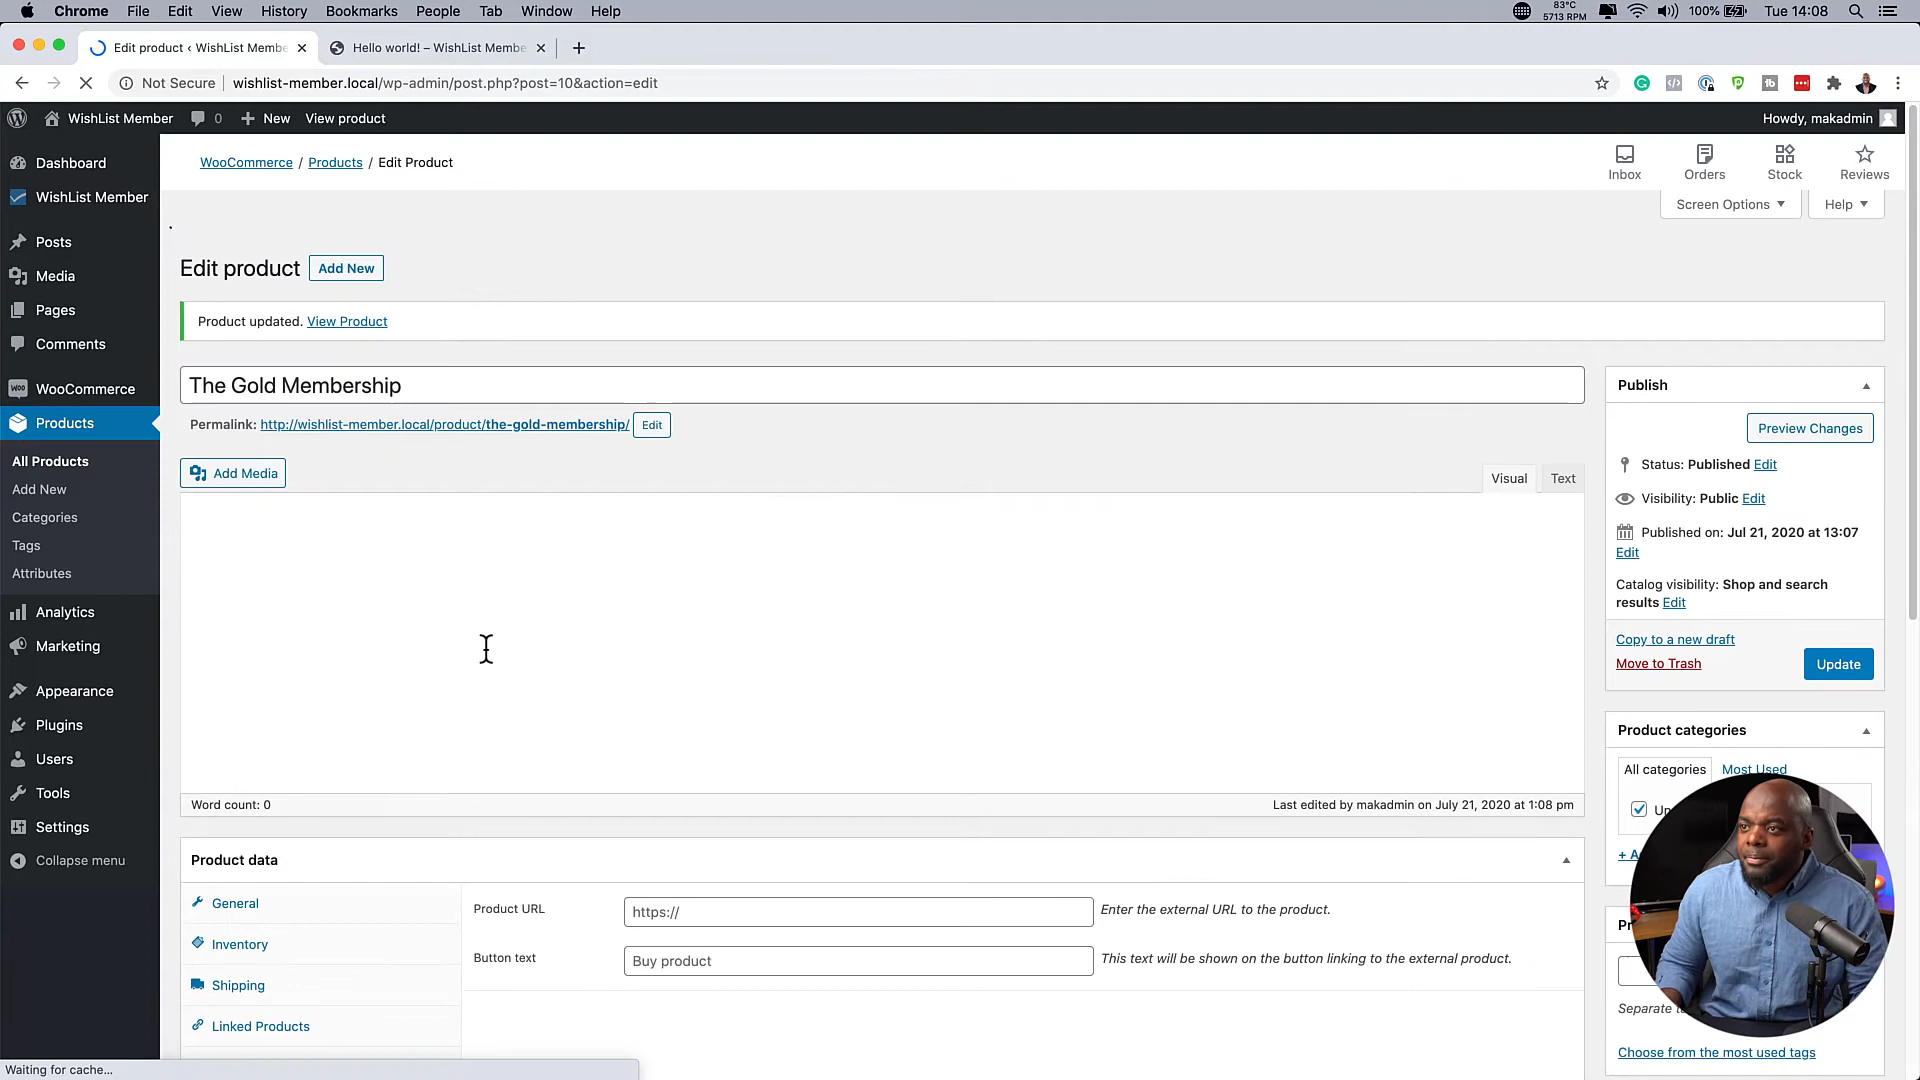 Chrome File Edit View History Bookmarks People Tab Window Help 83°C 5713 RPM 100% Tue 14:08
Edit product ‹ WishList Membe Hello world! – WishList Membe
Not Secure wishlist-member.local/wp-admin/post.php?post=10&action=edit
WishList Member 0 New View product Howdy, makadmin
Dashboard
WishList Member
Posts
Media
Pages
Comments
WooCommerce
Products
All Products
Add New
Categories
Tags
Attributes
Analytics
Marketing
Appearance
Plugins
Users
Tools
Settings
Collapse menu
WooCommerce / Products / Edit Product
Inbox Orders Stock Reviews
Screen Options Help
Edit product Add New
Product updated. View Product
The Gold Membership
Permalink: http://wishlist-member.local/product/the-gold-membership/ Edit
Add Media
Visual Text
Word count: 0 Last edited by makadmin on July 21, 2020 at 1:08 pm
Product data
General
Inventory
Shipping
Linked Products
Product URL https:// Enter the external URL to the product.
Button text Buy product This text will be shown on the button linking to the external product.
Publish
Preview Changes
Status: Published Edit
Visibility: Public Edit
Published on: Jul 21, 2020 at 13:07
Edit
Catalog visibility: Shop and search
results Edit
Copy to a new draft
Move to Trash
Update
Product categories
All categories Most Used
Choose from the most used tags
Waiting for cache...